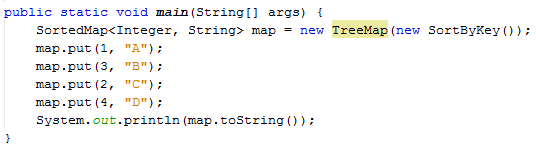 public static void main(String[] args) {
    SortedMap<Integer, String> map = new TreeMap(new SortByKey());
    map.put(1, "A");
    map.put(3, "B");
    map.put(2, "C");
    map.put(4, "D");
    System.out.println(map.toString());
}